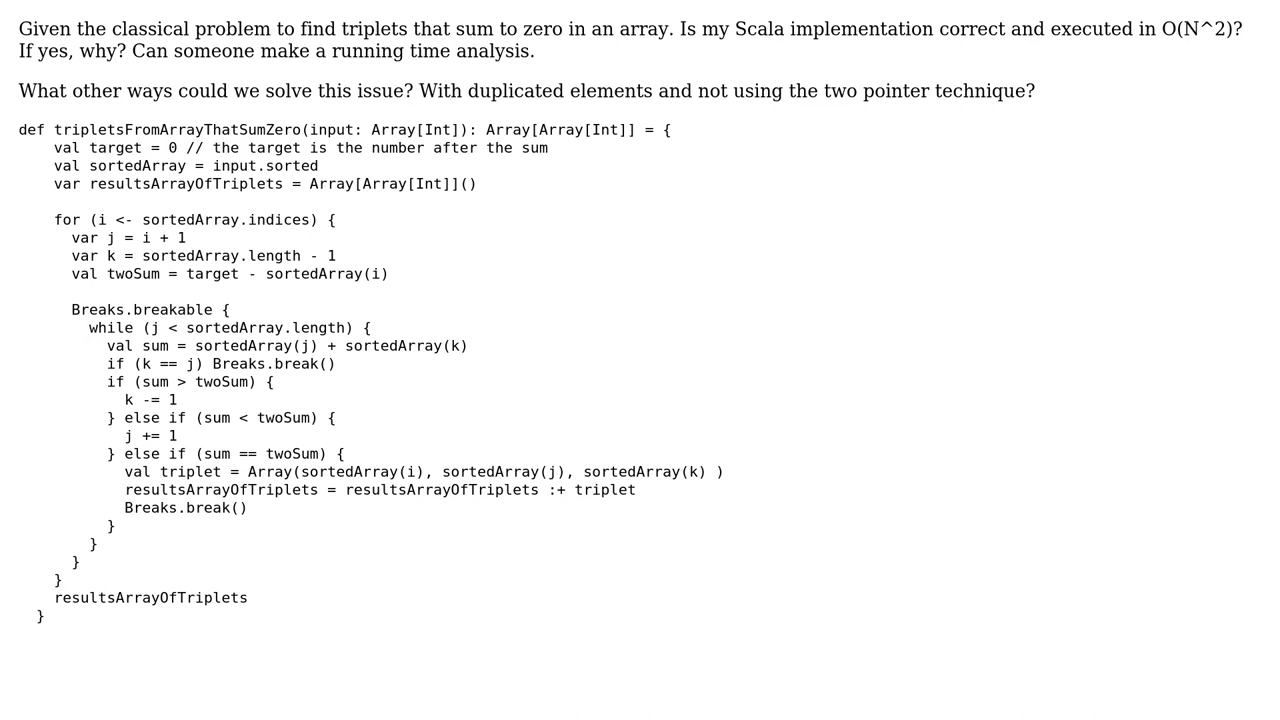 Given the classical problem to find triplets that sum to zero in an array. Is my Scala implementation correct and executed in O(N^2)?
If yes, why? Can someone make a running time analysis.
What other ways could we solve this issue? With duplicated elements and not using the two pointer technique?
def tripletsFromArrayThatSumZero(input: Array[Int]): Array[Array[Int]] = {
    val target = 0 // the target is the number after the sum
    val sortedArray = input.sorted
    var resultsArrayOfTriplets = Array[Array[Int]]()

    for (i <- sortedArray.indices) {
      var j = i + 1
      var k = sortedArray.length - 1
      val twoSum = target - sortedArray(i)

      Breaks.breakable {
        while (j < sortedArray.length) {
          val sum = sortedArray(j) + sortedArray(k)
          if (k == j) Breaks.break()
          if (sum > twoSum) {
            k -= 1
          } else if (sum < twoSum) {
            j += 1
          } else if (sum == twoSum) {
            val triplet = Array(sortedArray(i), sortedArray(j), sortedArray(k) )
            resultsArrayOfTriplets = resultsArrayOfTriplets :+ triplet
            Breaks.break()
          }
        }
      }
    }
    resultsArrayOfTriplets
  }